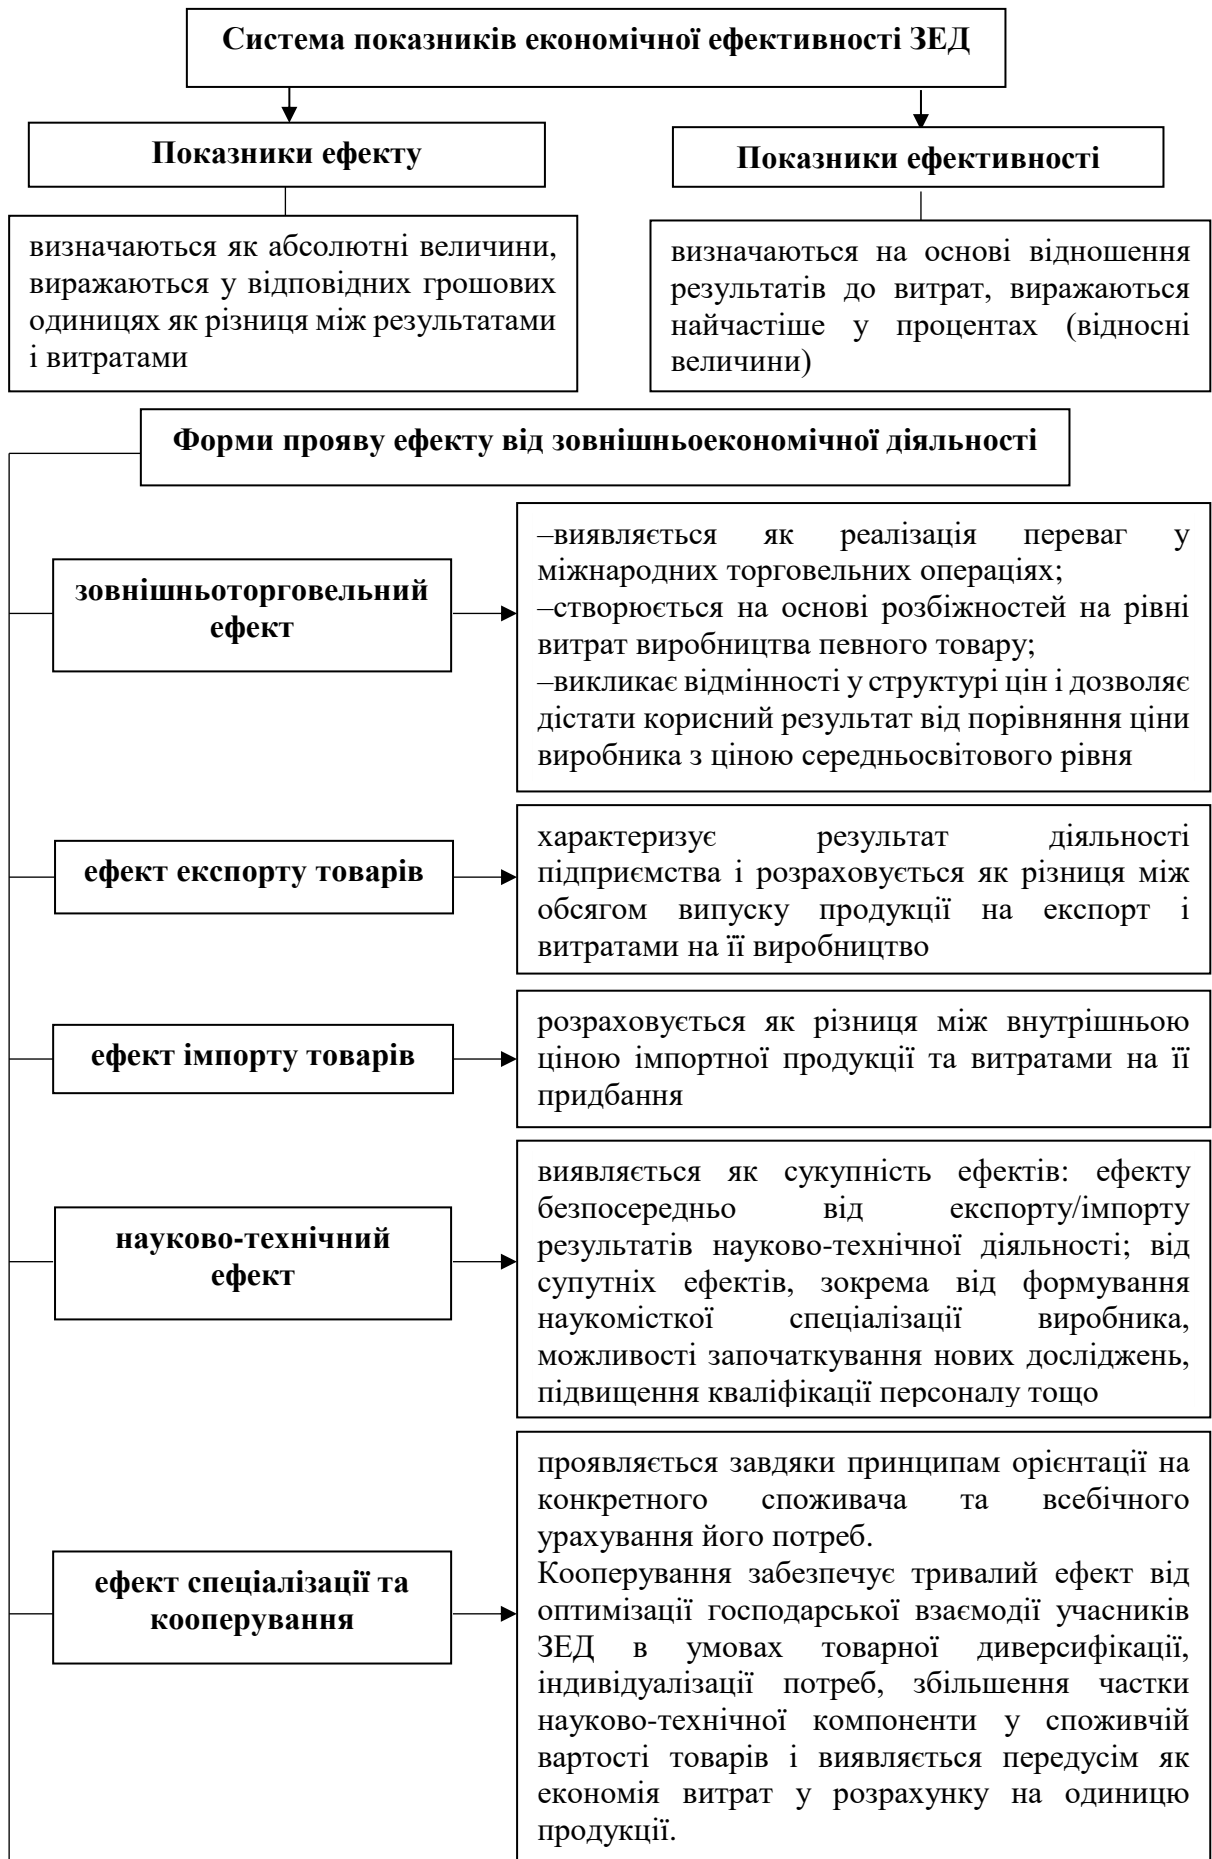 Система показників економічної ефективності ЗЕД
Показники ефекту
Показники ефективності
визначаються як абсолютні величини,
виражаються у відповідних грошових
одиницях як різниця між результатами
і витратами
визначаються на основі відношення
результатів до витрат, виражаються
найчастіше у процентах (відносні
величини)
Форми прояву ефекту від зовнішньоекономічної діяльності
зовнішньоторговельний
ефект
–виявляється як реалізація переваг у
міжнародних торговельних операціях;
–створюється на основі розбіжностей на рівні
витрат виробництва певного товару;
–викликає відмінності у структурі цін і дозволяє
дістати корисний результат від порівняння ціни
виробника з ціною середньосвітового рівня
ефект експорту товарів
характеризує результат діяльності
підприємства і розраховується як різниця між
обсягом випуску продукції на експорт і
витратами на її виробництво
ефект імпорту товарів
розраховується як різниця між внутрішньою
ціною імпортної продукції та витратами на її
придбання
науково-технічний
ефект
виявляється як сукупність ефектів: ефекту
безпосередньо від експорту/імпорту
результатів науково-технічної діяльності; від
супутніх ефектів, зокрема від формування
наукомісткої спеціалізації виробника,
можливості започаткування нових досліджень,
підвищення кваліфікації персоналу тощо
ефект спеціалізації та
кооперування
проявляється завдяки принципам орієнтації на
конкретного споживача та всебічного
урахування його потреб.
Кооперування забезпечує тривалий ефект від
оптимізації господарської взаємодії учасників
ЗЕД в умовах товарної диверсифікації,
індивідуалізації потреб, збільшення частки
науково-технічної компоненти у споживчій
вартості товарів і виявляється передусім як
економія витрат у розрахунку на одиницю
продукції.